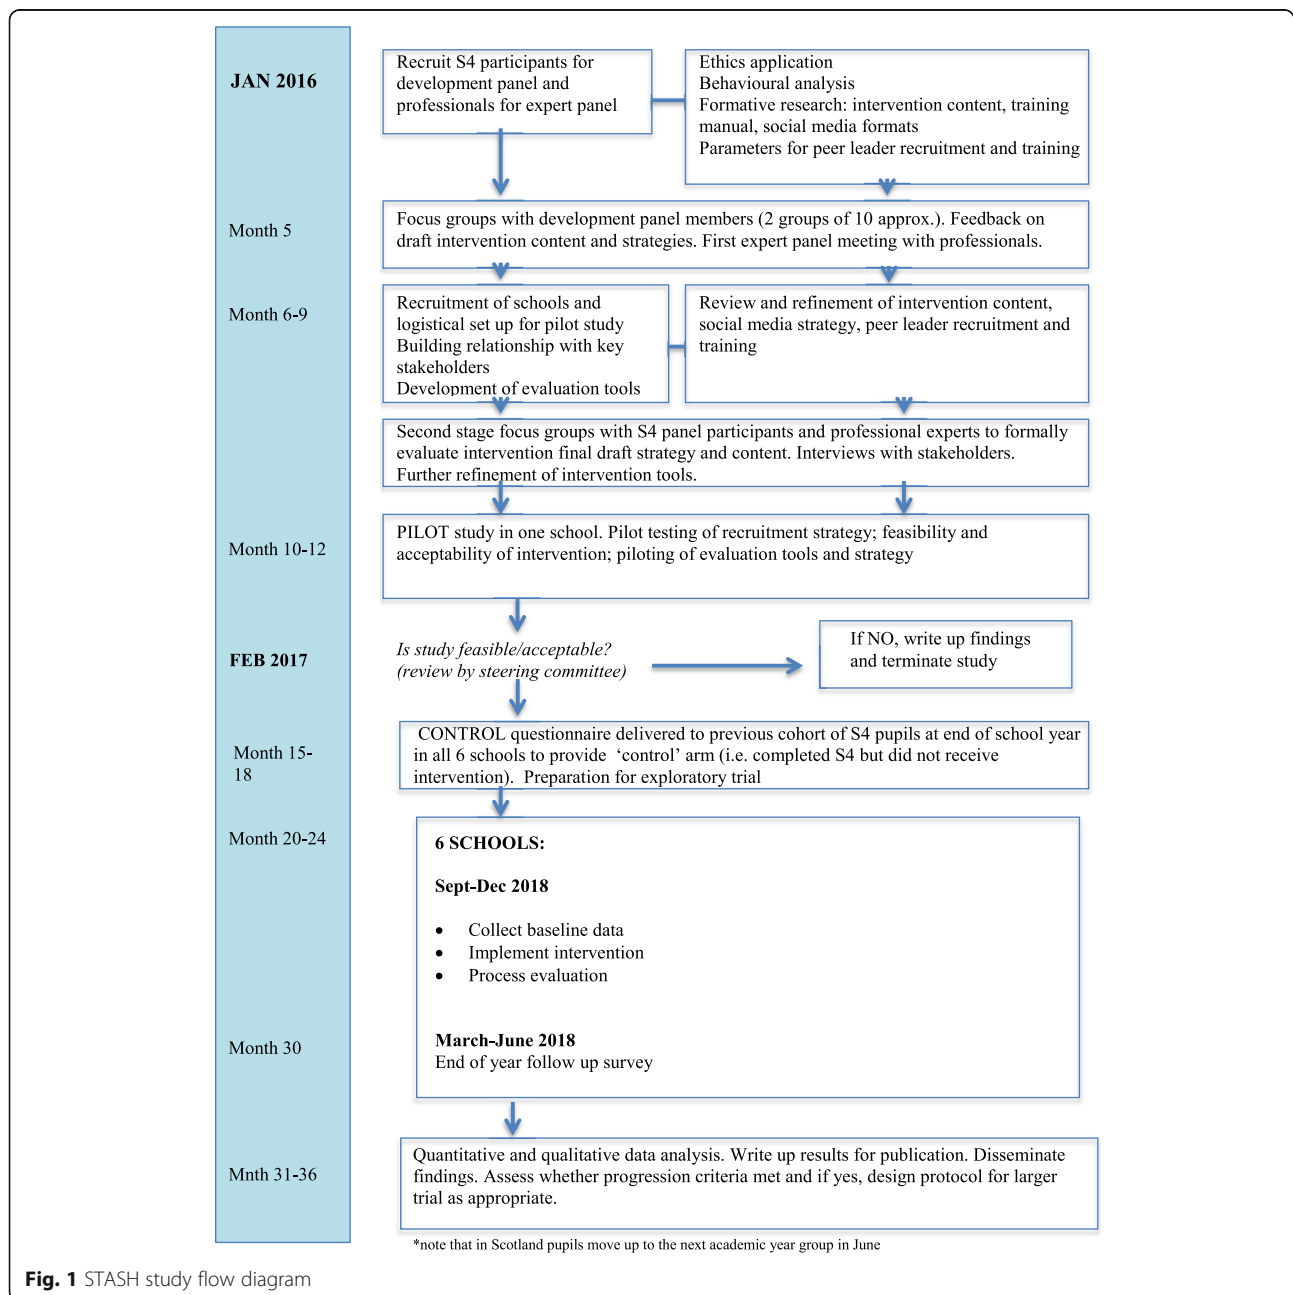 JAN 2016
Recruit S4 participants for
development panel and
professionals for expert panel
Ethics application
Behavioural analysis
Formative research: intervention content, training
manual, social media formats
Parameters for peer leader recruitment and training
Month 5
Focus groups with development panel members (2 groups of 10 approx.). Feedback on
draft intervention content and strategies. First expert panel meeting with professionals.
Month 6-9
Recruitment of schools and
logistical set up for pilot study
Building relationship with key
stakeholders
Development of evaluation tools
Review and refinement of intervention content,
social media strategy, peer leader recruitment and
training
Second stage focus groups with S4 panel participants and professional experts to formally
evaluate intervention final draft strategy and content. Interviews with stakeholders.
Further refinement of intervention tools.
Month 10-12
PILOT study in one school. Pilot testing of recruitment strategy; feasibility and
acceptability of intervention; piloting of evaluation tools and strategy
FEB 2017
Is study feasible/acceptable?
(review by steering committee)
If NO, write up findings
and terminate study
Month 15-
18
CONTROL questionnaire delivered to previous cohort of S4 pupils at end of school year
in all 6 schools to provide ‘control’ arm (i.e. completed S4 but did not receive
intervention). Preparation for exploratory trial
Month 20-24
6 SCHOOLS:
Sept-Dec 2018
• Collect baseline data
• Implement intervention
• Process evaluation
Month 30
March-June 2018
End of year follow up survey
Mnth 31-36
Quantitative and qualitative data analysis. Write up results for publication. Disseminate
findings. Assess whether progression criteria met and if yes, design protocol for larger
trial as appropriate.
*note that in Scotland pupils move up to the next academic year group in June
Fig. 1 STASH study flow diagram